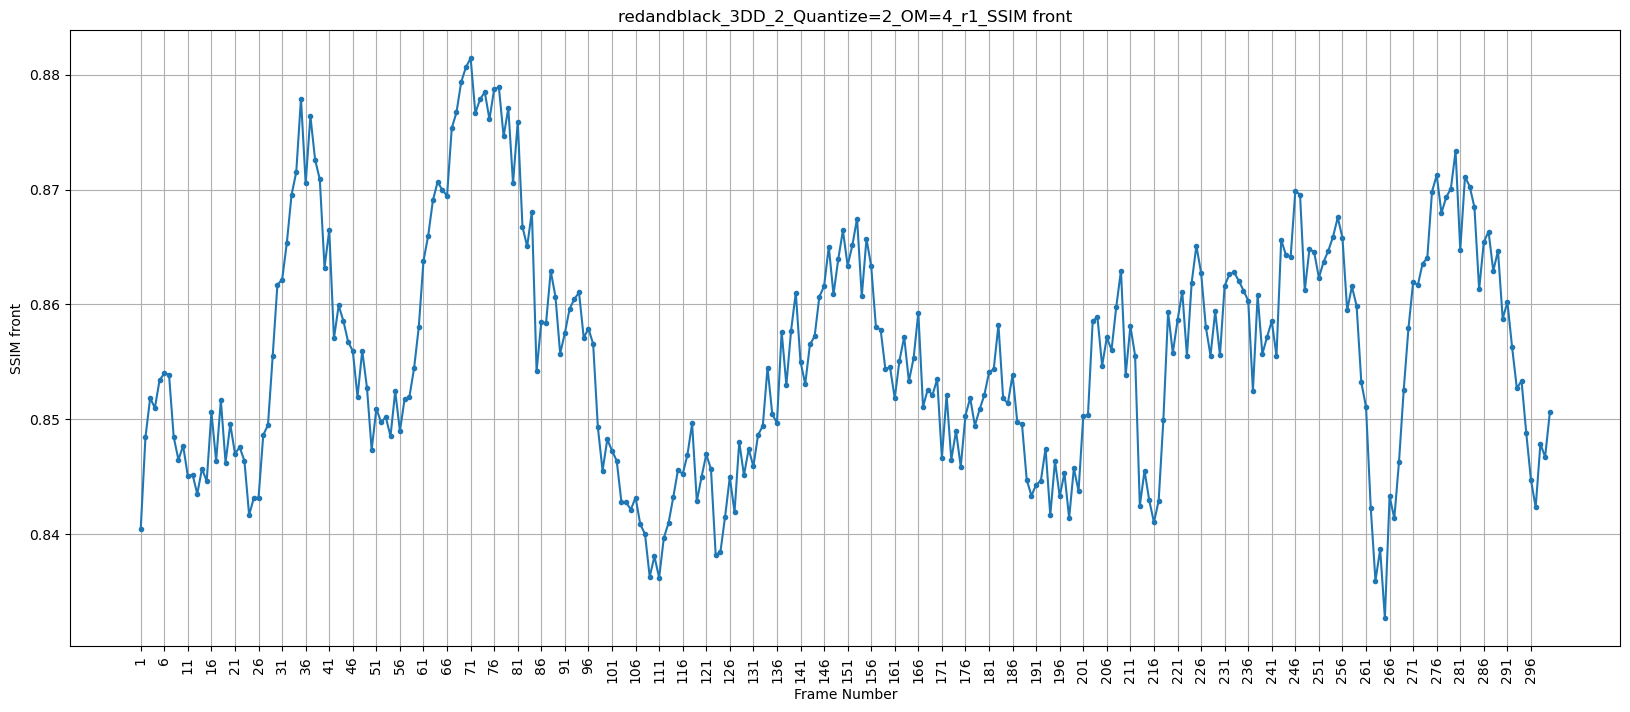 redandblack_3DD_2_Quantize=2_OM=4_r1_SSIM front
SSIM front
0.88
0.87
0.86
0.85
0.84
1 6 11 16 21 26 31 36 41 46 51 56 61 66 71 76 81 86 91 96 101 106 111 116 121 126 131 136 141 146 151 156 161 166 171 176 181 186 191 196 201 206 211 216 221 226 231 236 241 246 251 256 261 266 271 276 281 286 291 296
Frame Number